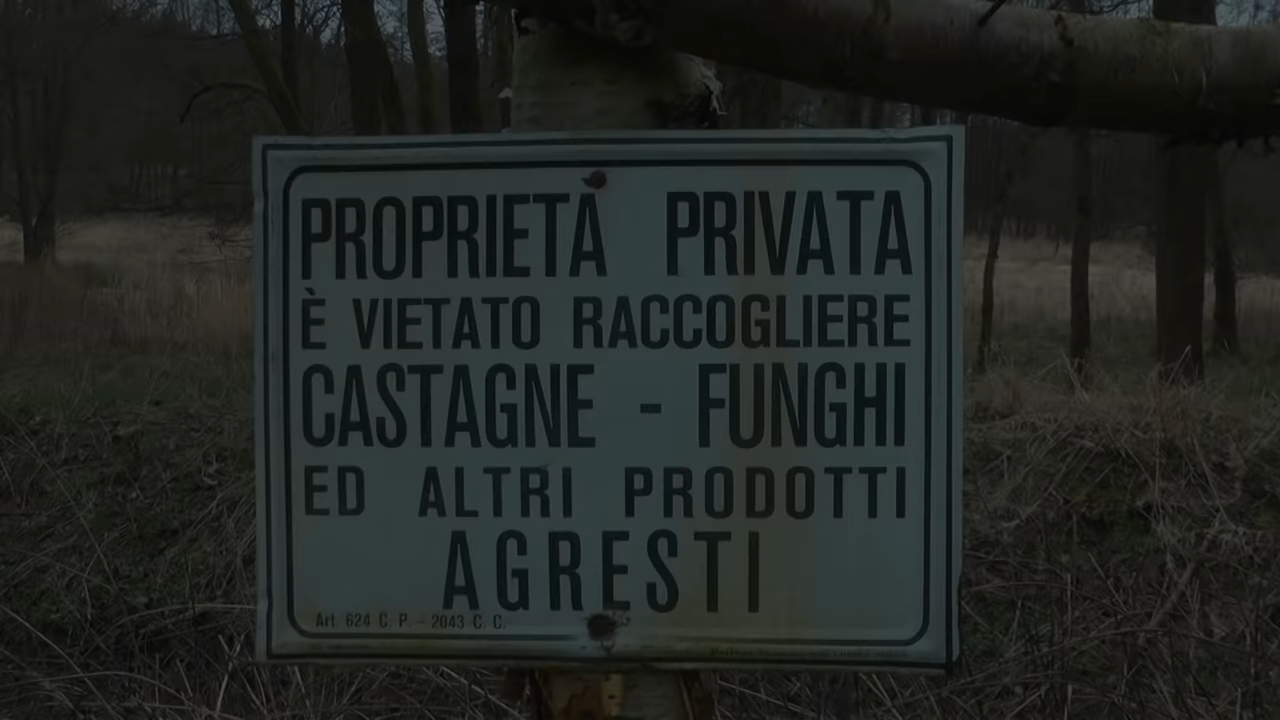 PROPRIETÀ PRIVATA
È VIETATO RACCOGLIERE
CASTAGNE - FUNGHI
ED ALTRI PRODOTTI
AGRESTI
Art. 624 C. P. - 2043 C. C.